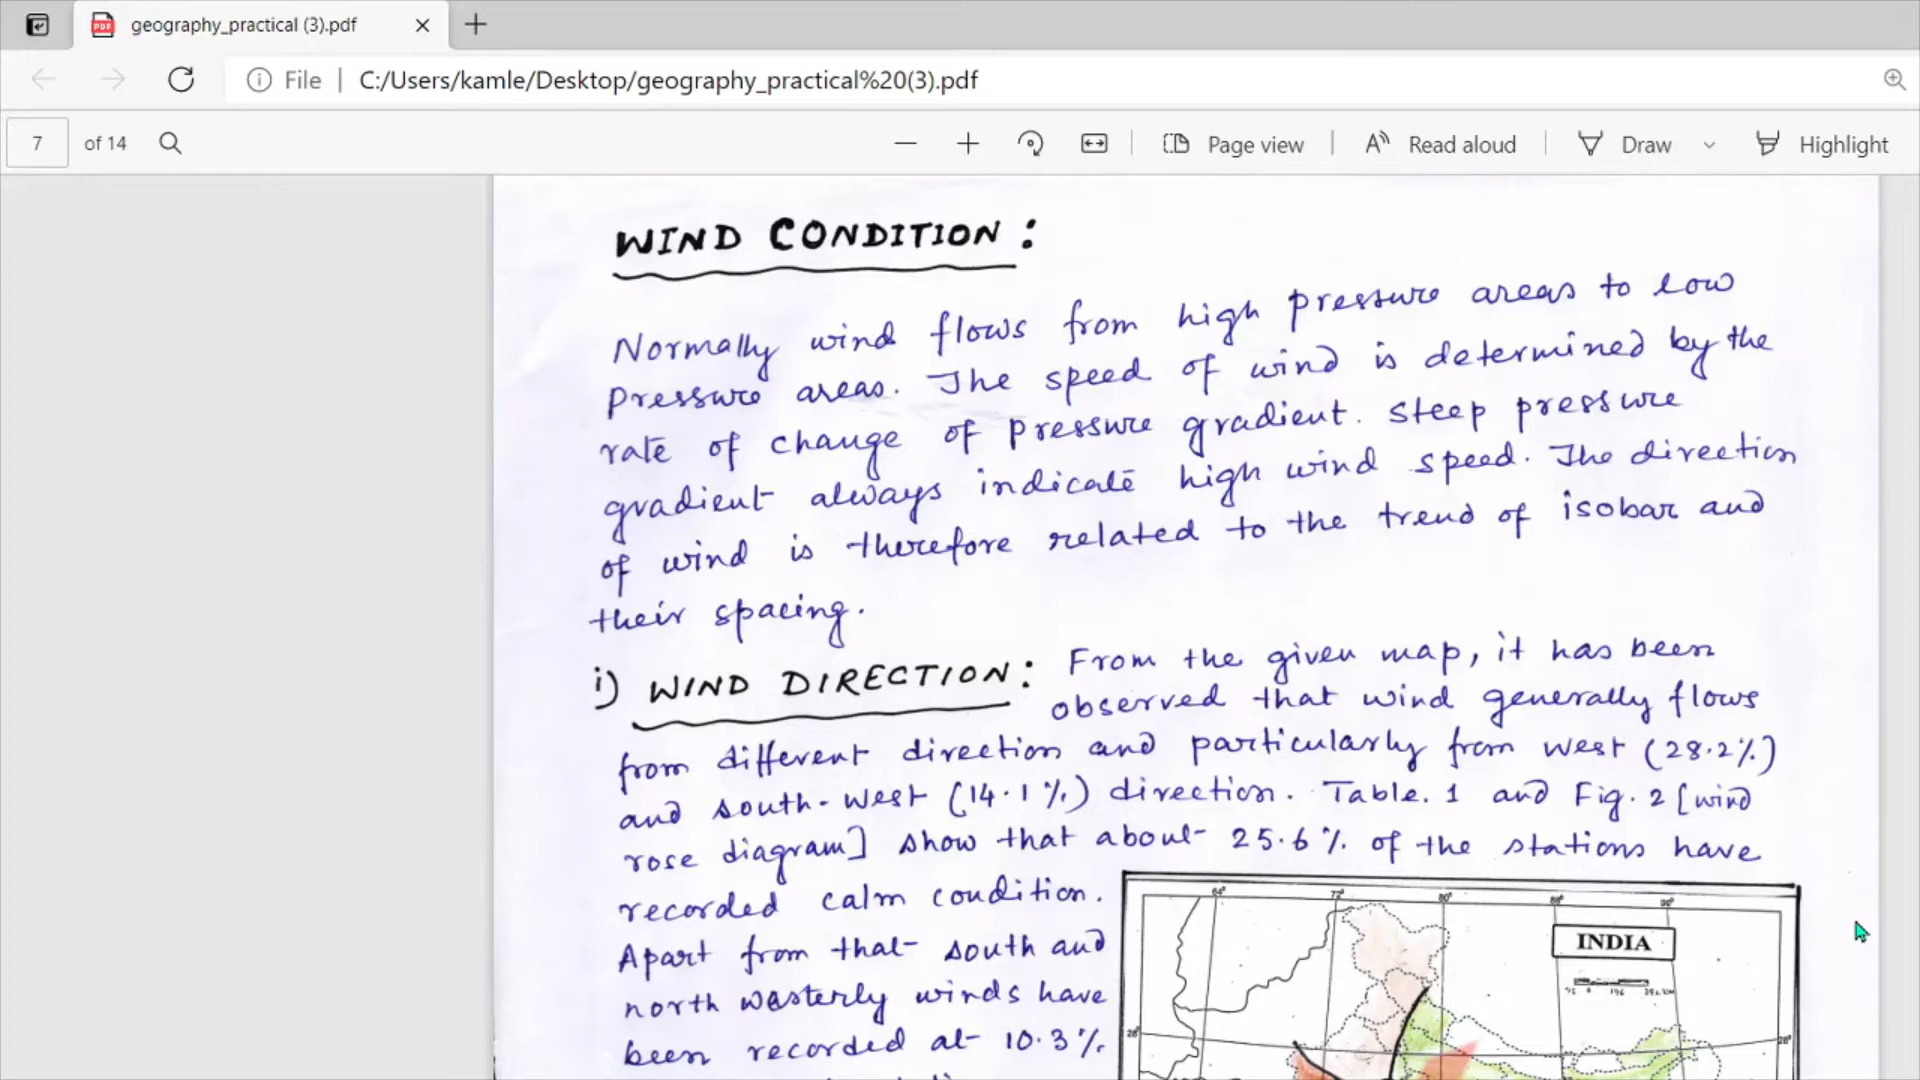 geography_practical (3).pdf
File | C:/Users/kamle/Desktop/geography_practical%20(3).pdf
7 of 14 Page view Read aloud Draw Highlight
WIND CONDITION :
Normally wind flows from high pressure areas to low
pressure areas. The speed of wind is determined by the
rate of change of pressure gradient. Steep pressure
gradient always indicate high wind speed. The direction
of wind is therefore related to the trend of isobar and
their spacing.
i) WIND DIRECTION : From the given map, it has been
observed that wind generally flows
from different direction and particularly from west (28.2%)
and south-west (14.1%) direction. Table. 1 and Fig. 2 [wind
rose diagram] show that about 25.6% of the stations have
recorded calm condition.
Apart from that south and
north westerly winds have
been recorded at 10.3%
64° 72° 80° 88° 96°
INDIA
28° 28°